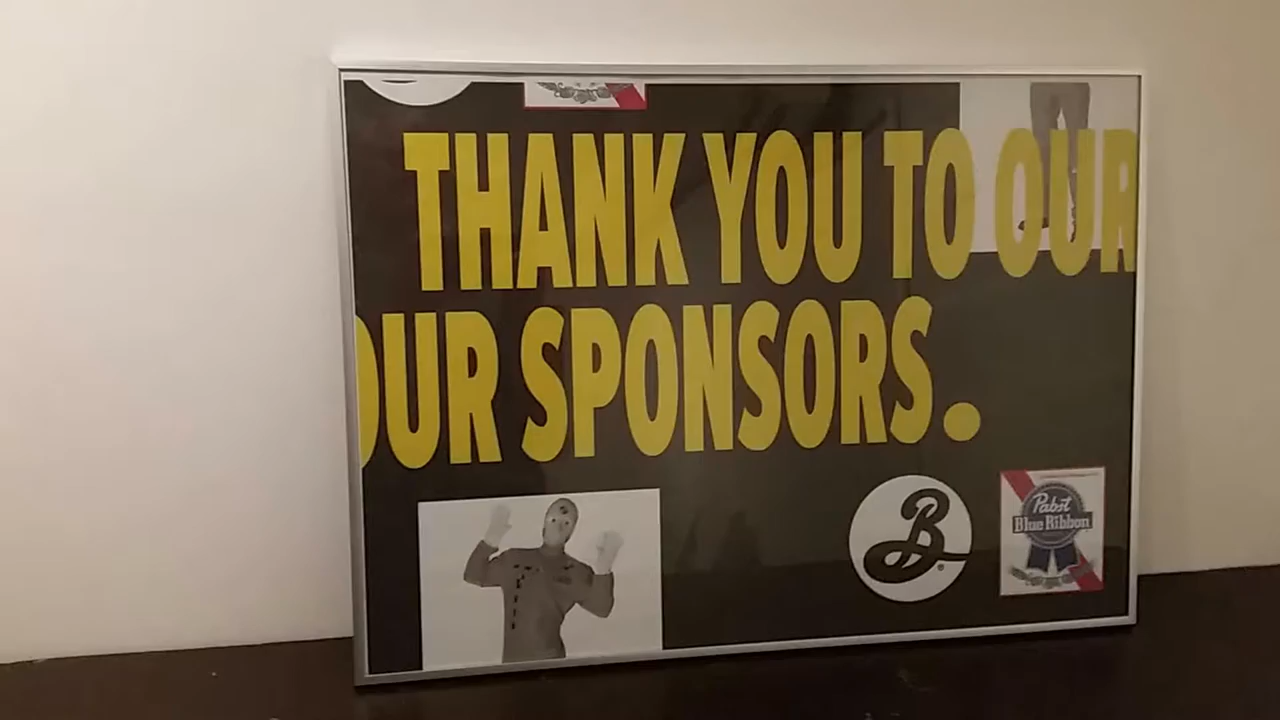 THANK YOU TO OUR
OUR SPONSORS.
B
Pabst
Blue Ribbon